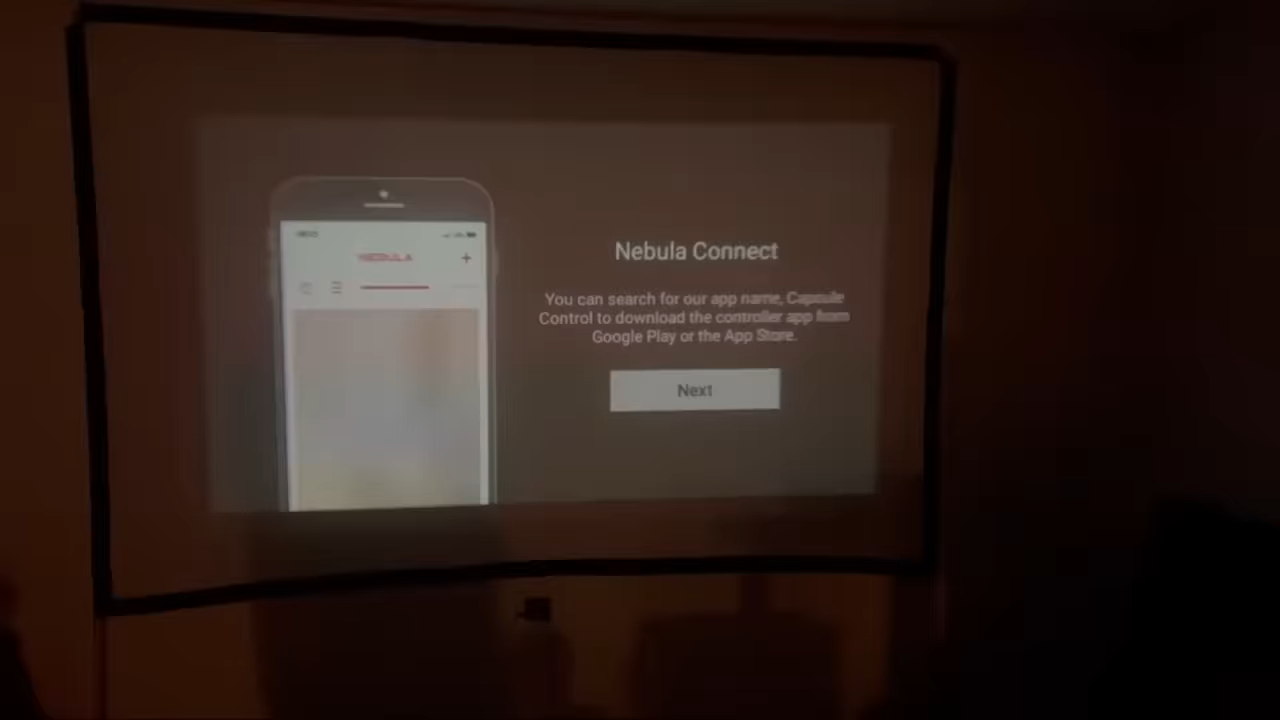 NEBULA
Nebula Connect
You can search for our app name, Capsule
Control to download the controller app from
Google Play or the App Store.
Next